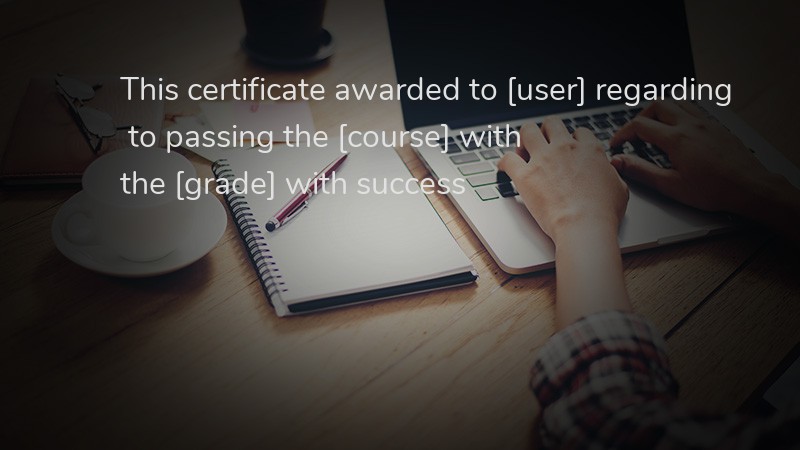 This certificate awarded to [user] regarding
to passing the [course] with
the [grade] with success